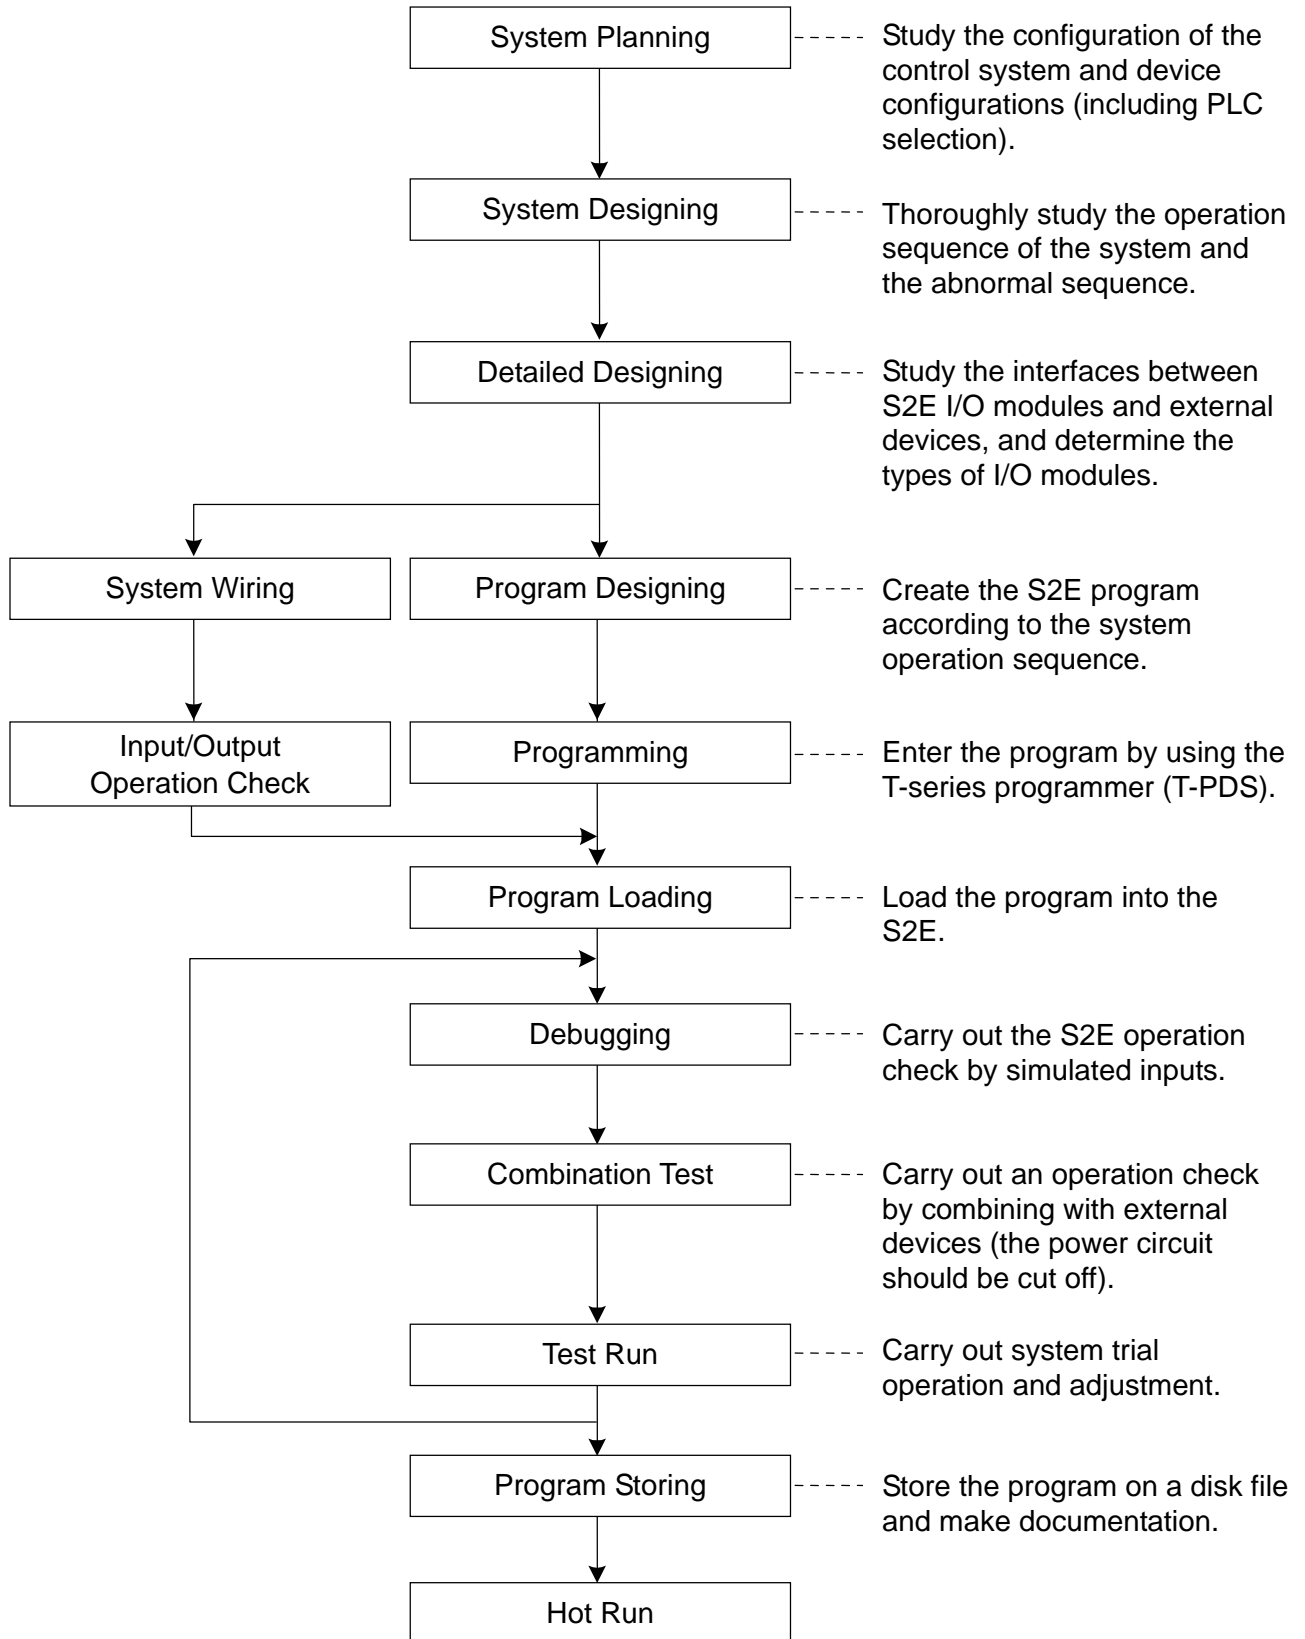 System Planning
Study the configuration of the
control system and device
configurations (including PLC
selection).
System Designing
Thoroughly study the operation
sequence of the system and
the abnormal sequence.
Detailed Designing
Study the interfaces between
S2E I/O modules and external
devices, and determine the
types of I/O modules.
System Wiring
Program Designing
Create the S2E program
according to the system
operation sequence.
Input/Output
Operation Check
Programming
Enter the program by using the
T-series programmer (T-PDS).
Program Loading
Load the program into the
S2E.
Debugging
Carry out the S2E operation
check by simulated inputs.
Combination Test
Carry out an operation check
by combining with external
devices (the power circuit
should be cut off).
Test Run
Carry out system trial
operation and adjustment.
Program Storing
Store the program on a disk file
and make documentation.
Hot Run